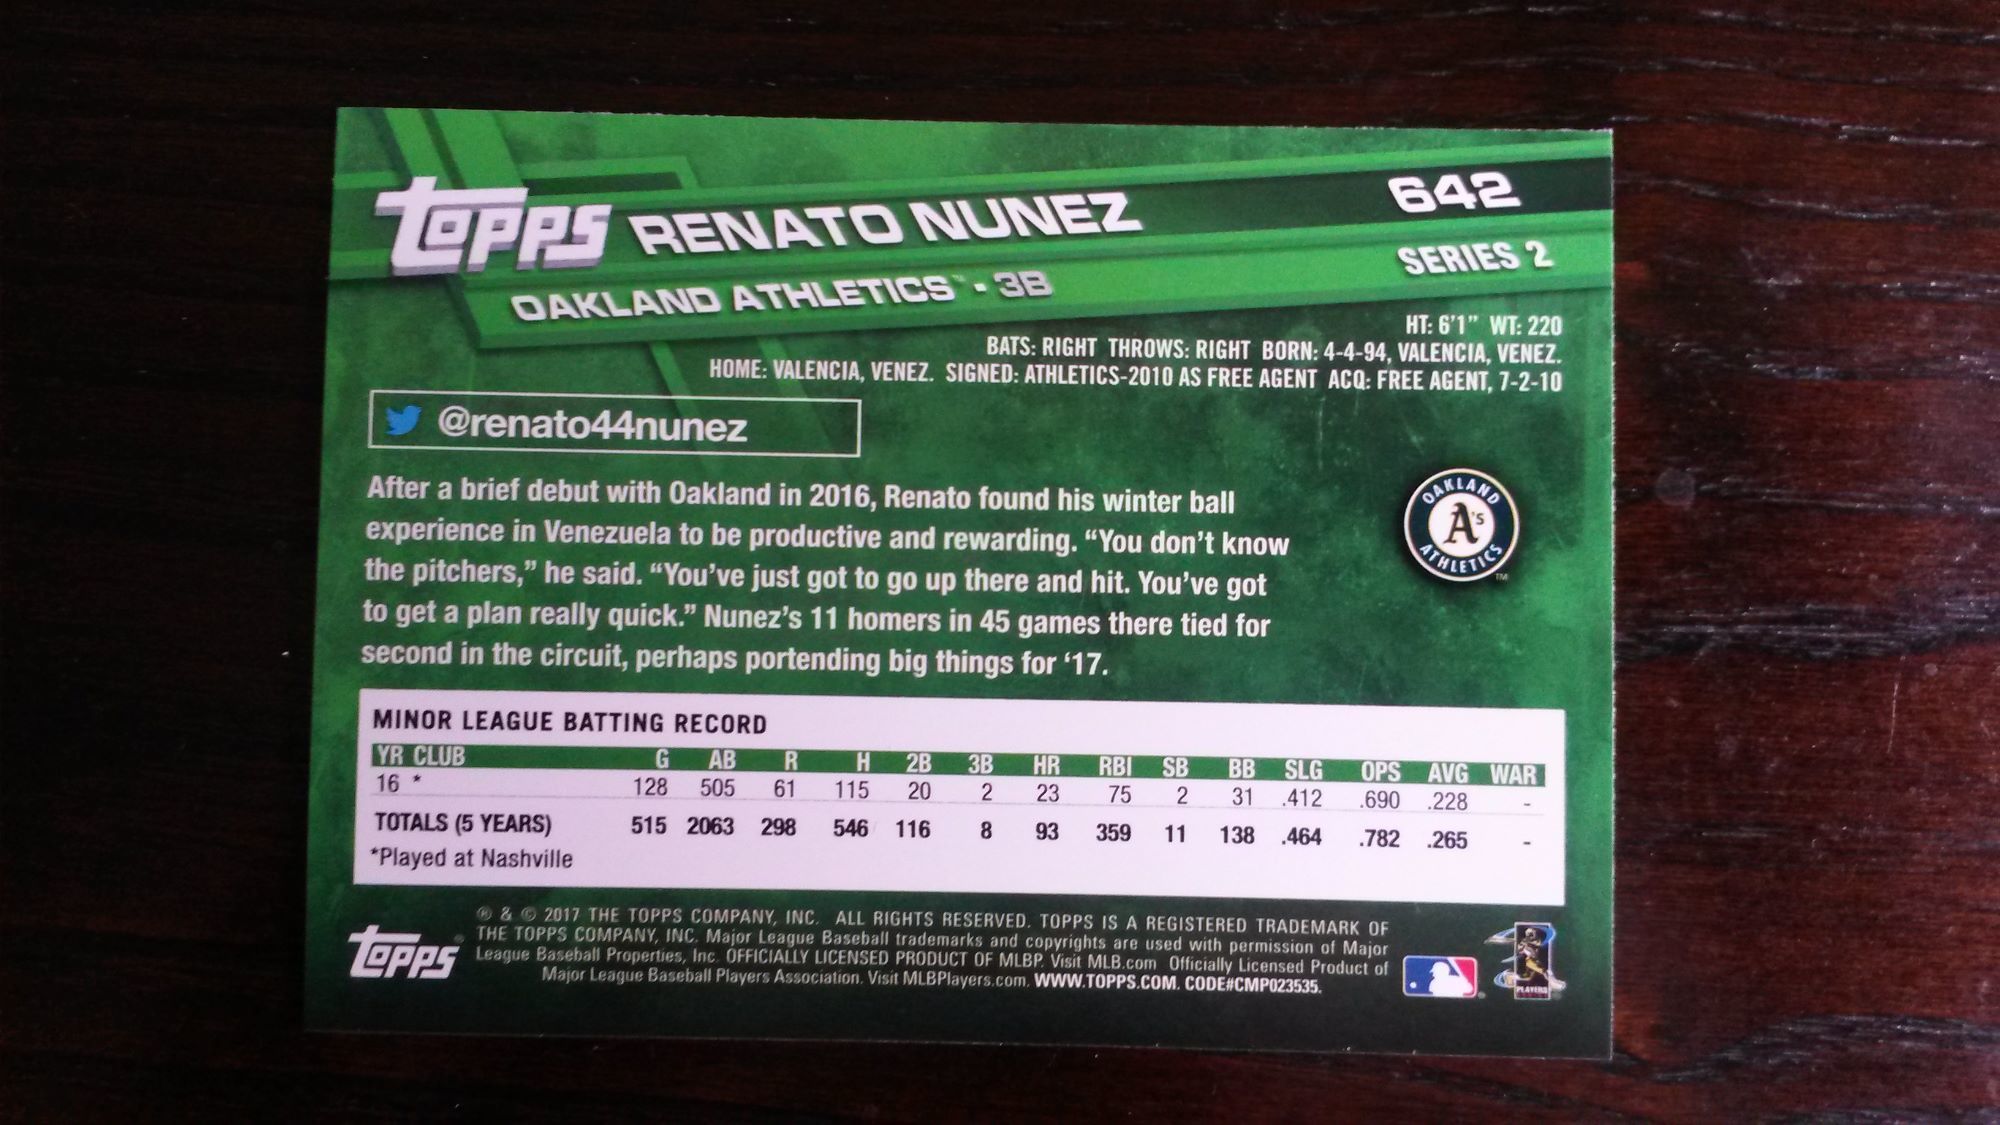 TOPPS RENATO NUNEZ 642
OAKLAND ATHLETICS™ - 3B SERIES 2
HT: 6'1" WT: 220
BATS: RIGHT THROWS: RIGHT BORN: 4-4-94, VALENCIA, VENEZ.
HOME: VALENCIA, VENEZ. SIGNED: ATHLETICS-2010 AS FREE AGENT ACQ: FREE AGENT, 7-2-10
@renato44nunez
After a brief debut with Oakland in 2016, Renato found his winter ball
experience in Venezuela to be productive and rewarding. “You don’t know
the pitchers,” he said. “You’ve just got to go up there and hit. You’ve got
to get a plan really quick.” Nunez’s 11 homers in 45 games there tied for
second in the circuit, perhaps portending big things for ‘17.
OAKLAND A's ATHLETICS TM
MINOR LEAGUE BATTING RECORD
YR CLUB G AB R H 2B 3B HR RBI SB BB SLG OPS AVG WAR
16 * 128 505 61 115 20 2 23 75 2 31 .412 .690 .228 -
TOTALS (5 YEARS) 515 2063 298 546 116 8 93 359 11 138 .464 .782 .265 -
*Played at Nashville
TOPPS®
® & © 2017 THE TOPPS COMPANY, INC. ALL RIGHTS RESERVED. TOPPS IS A REGISTERED TRADEMARK OF
THE TOPPS COMPANY, INC. Major League Baseball trademarks and copyrights are used with permission of Major
League Baseball Properties, Inc. OFFICIALLY LICENSED PRODUCT OF MLBP. Visit MLB.com Officially Licensed Product of
Major League Baseball Players Association. Visit MLBPlayers.com. WWW.TOPPS.COM. CODE#CMP023535.
PLAYERS